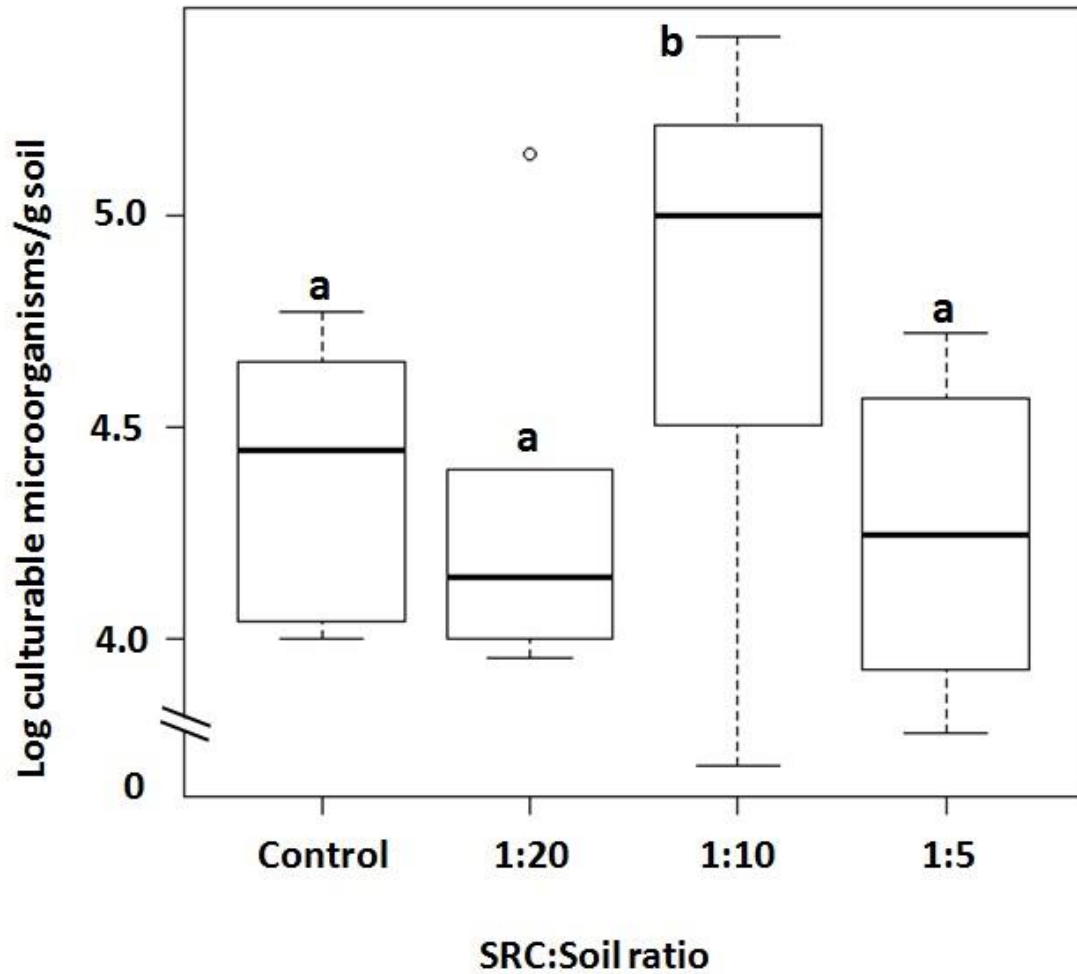 Log culturable microorganisms/g soil
5.0
4.5
4.0
0
a
a
b
a
Control
1:20
1:10
1:5
SRC:Soil ratio